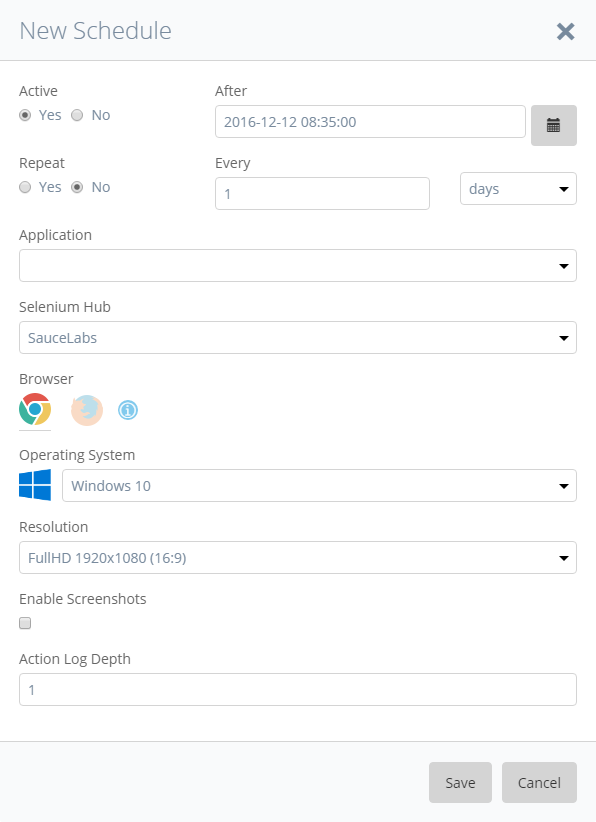 New Schedule
Active After
Yes No 2016-12-12 08:35:00
Repeat Every
Yes No 1 days
Application
Selenium Hub
SauceLabs
Browser
Operating System
Windows 10
Resolution
FullHD 1920x1080 (16:9)
Enable Screenshots
Action Log Depth
1
Save Cancel